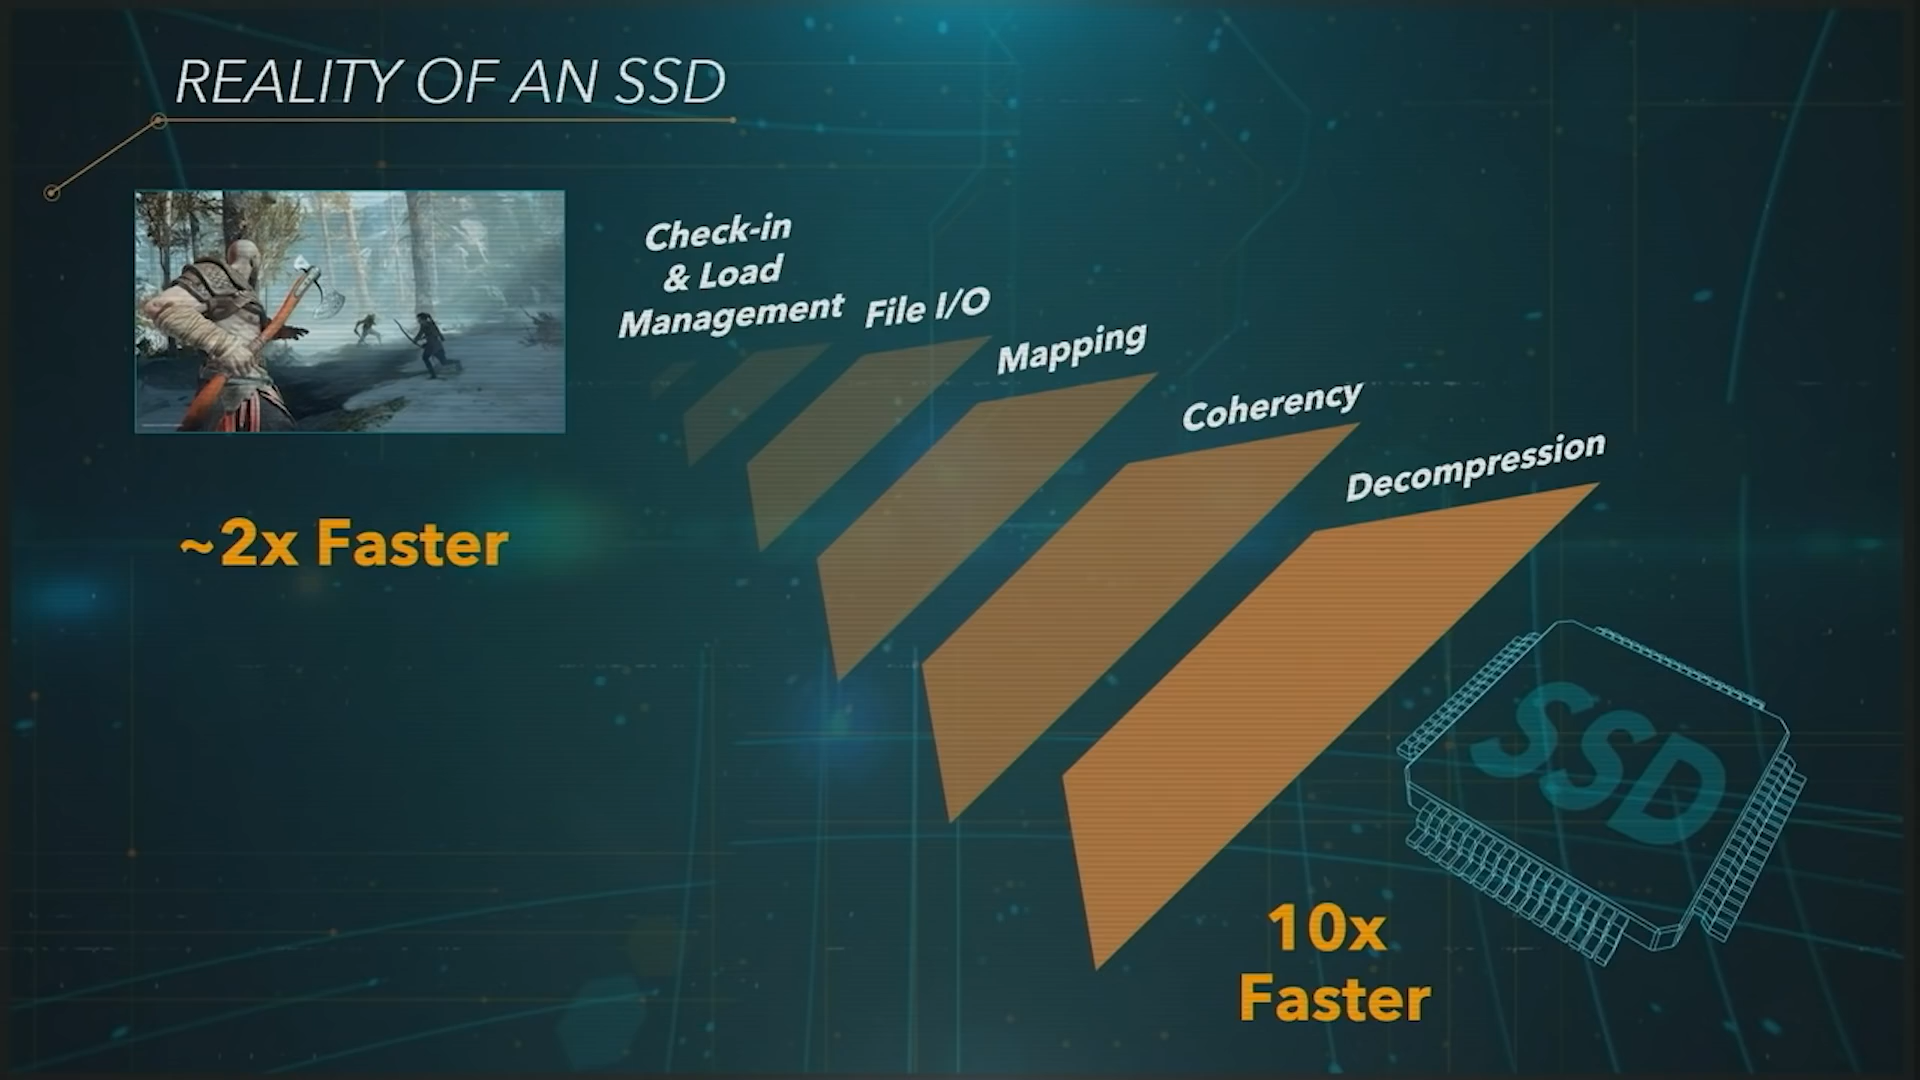 REALITY OF AN SSD
Check-in
& Load
Management
File I/O
Mapping
Coherency
Decompression
~2x Faster
SSD
10x
Faster